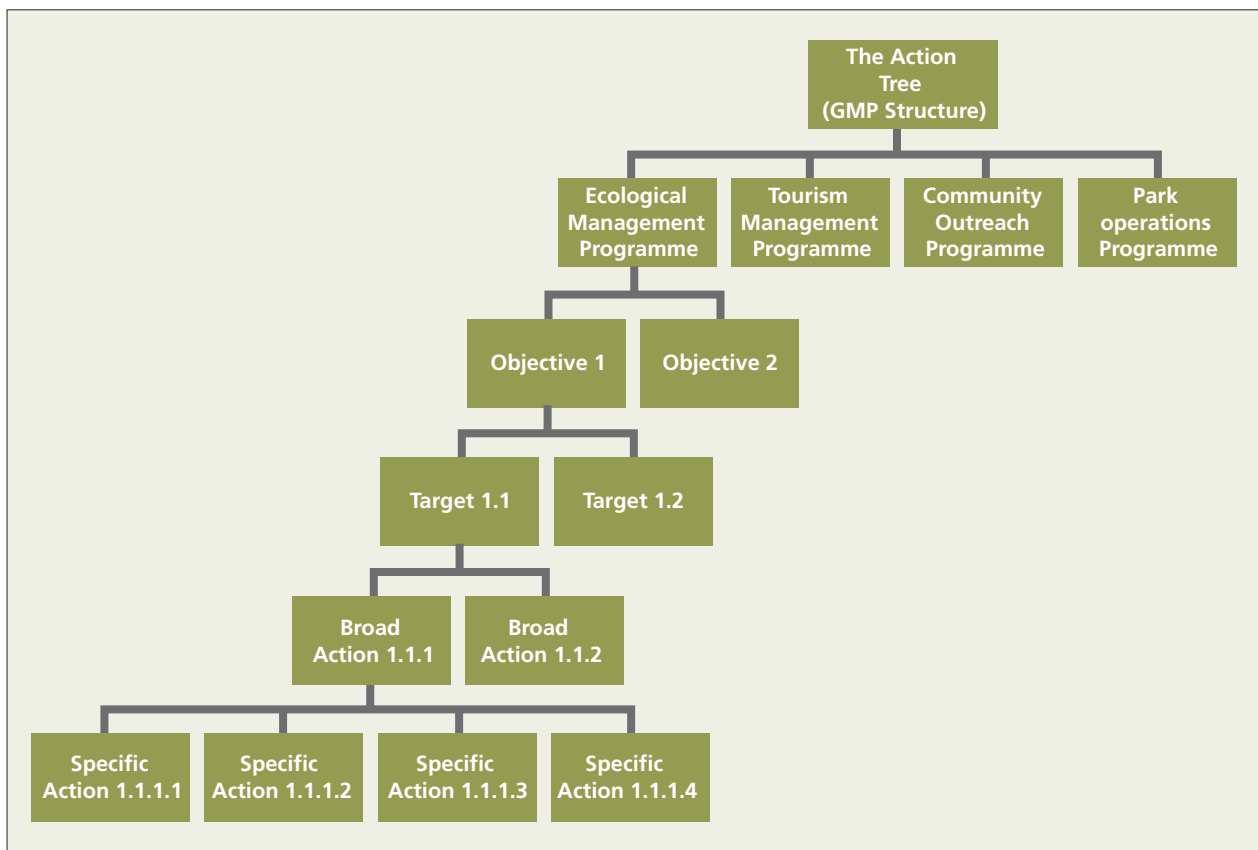 The Action
Tree
(GMP Structure)
Ecological
Management
Programme
Tourism
Management
Programme
Community
Outreach
Programme
Park
operations
Programme
Objective 1
Objective 2
Target 1.1
Target 1.2
Broad
Action 1.1.1
Broad
Action 1.1.2
Specific
Action 1.1.1.1
Specific
Action 1.1.1.2
Specific
Action 1.1.1.3
Specific
Action 1.1.1.4